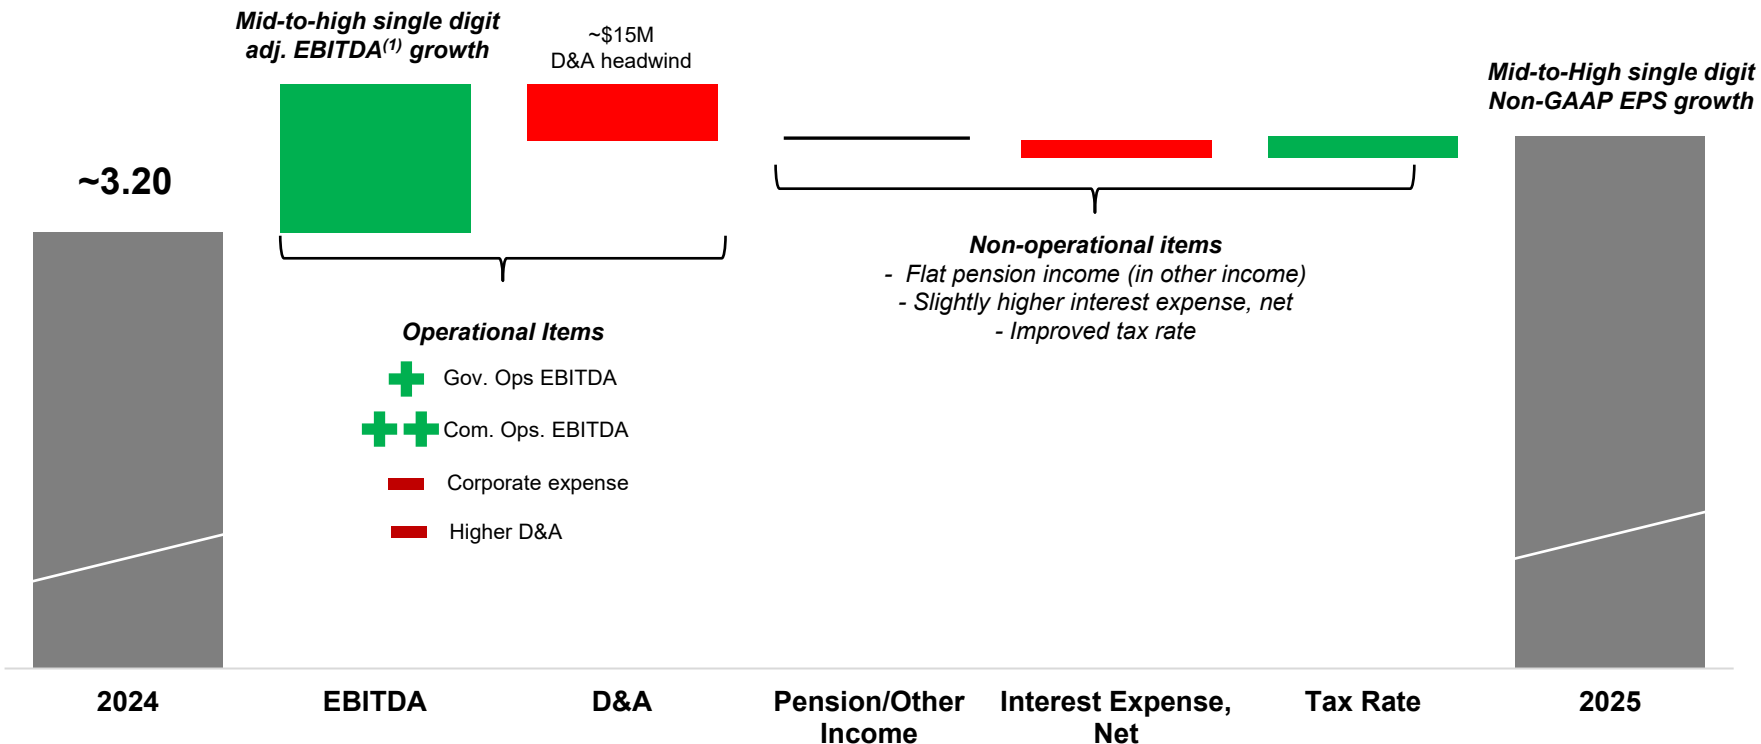 Mid-to-high single digit
adj. EBITDA(1) growth
~$15M
D&A headwind
Mid-to-High single digit
Non-GAAP EPS growth
~3.20
Non-operational items
- Flat pension income (in other income)
- Slightly higher interest expense, net
- Improved tax rate
Operational Items
Gov. Ops EBITDA
Com. Ops. EBITDA
Corporate expense
Higher D&A
2024
EBITDA
D&A
Pension/Other
Income
Interest Expense,
Net
Tax Rate
2025